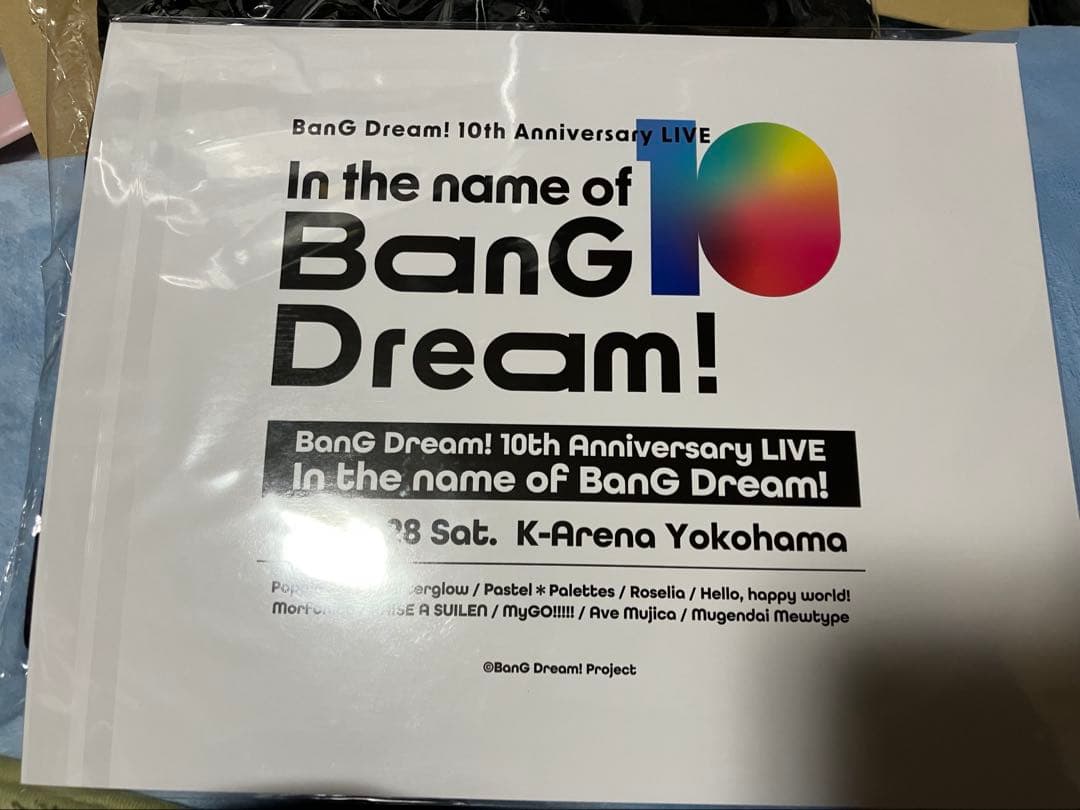 BanG Dream! 10th Anniversary LIVE
In the name of
BanG 10
Dream!
BanG Dream! 10th Anniversary LIVE
In the name of BanG Dream!
Sat. K-Arena Yokohama
/ Pastel*Palettes / Roselia / Hello, happy world!
A SUILEN / MyGO!!!!! / Ave Mujica / Mugendai Mewtype
©BanG Dream! Project